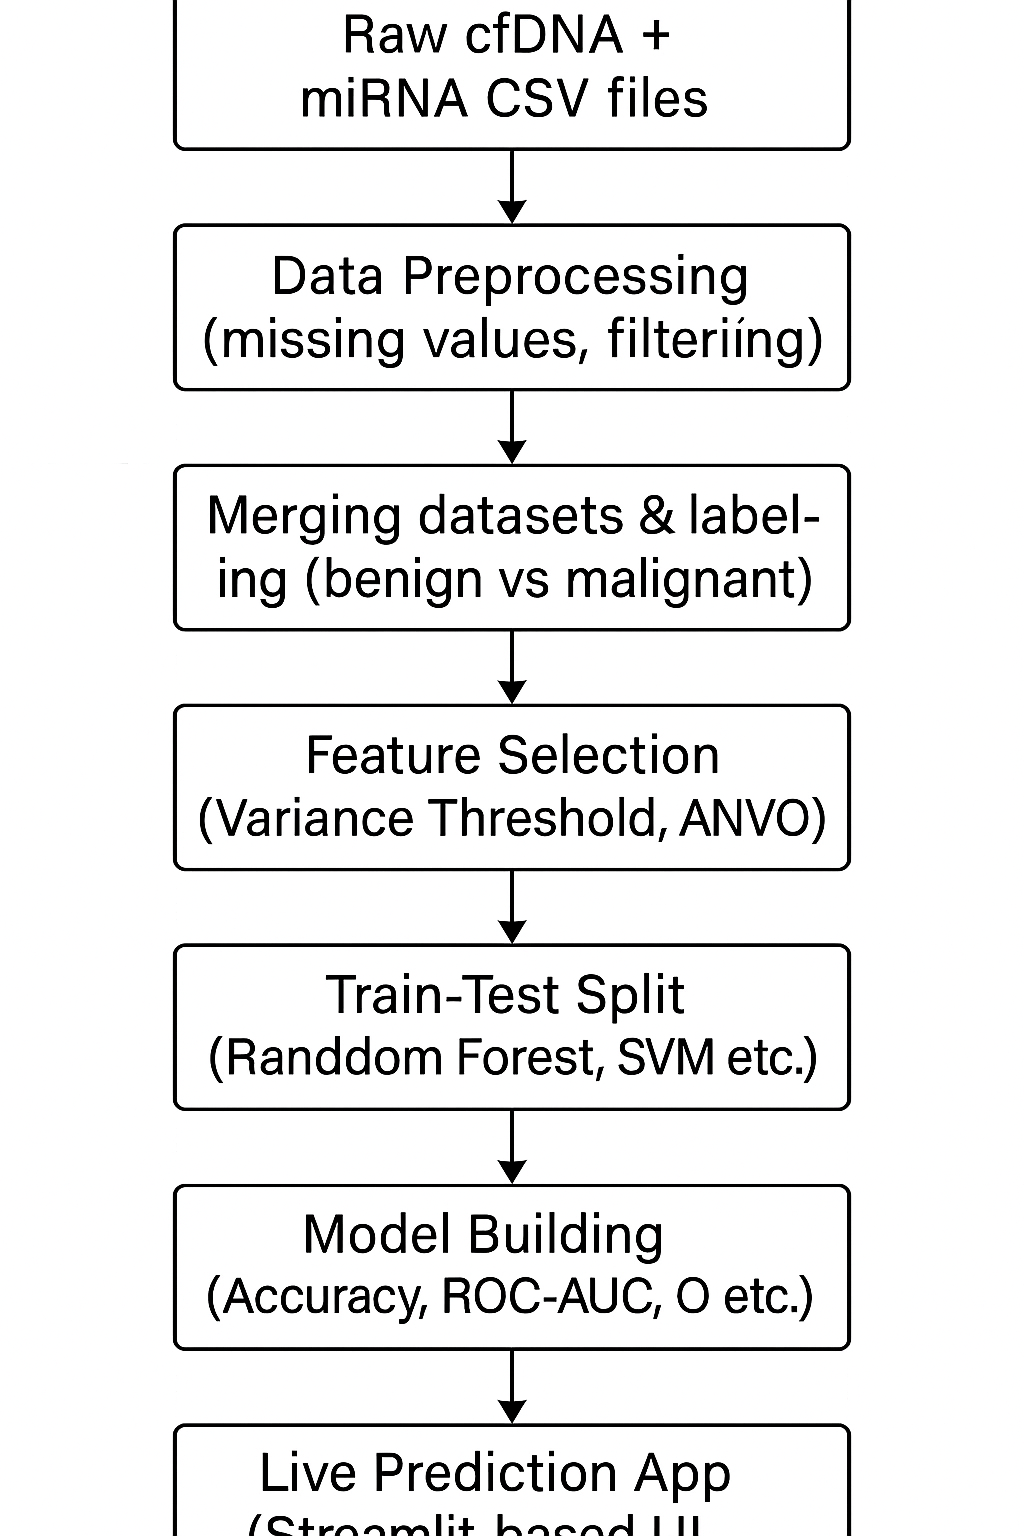 Raw cfDNA +
miRNA CSV files
Data Preprocessing
(missing values, filteriíng)
Merging datasets & label-
ing (benign vs malignant)
Feature Selection
(Variance Threshold, ANVO)
Train-Test Split
(Randdom Forest, SVM etc.)
Model Building
(Accuracy, ROC-AUC, O etc.)
Live Prediction App
(Streamlit-based UI